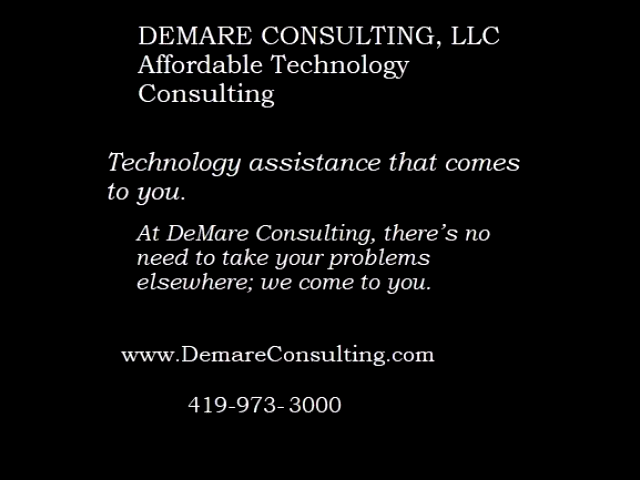 DEMARE CONSULTING, LLC
Affordable Technology
Consulting
Technology assistance that comes
to you.
At DeMare Consulting, there’s no
need to take your problems
elsewhere; we come to you.
www.DemareConsulting.com
419-973-3000